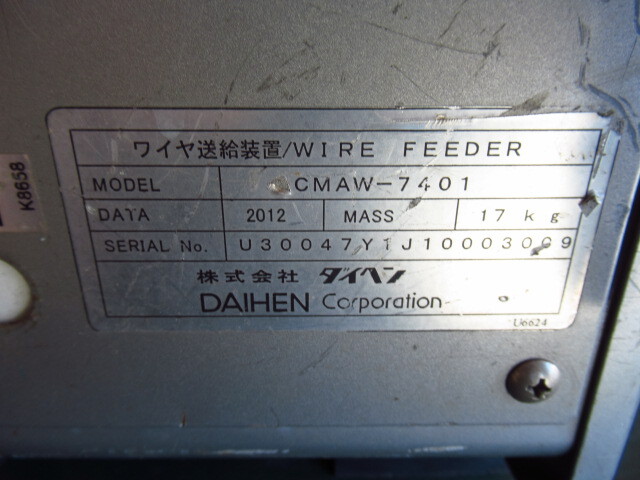 ワイヤ送給装置/WIRE FEEDER
MODEL CMAW-7401
DATA 2012 MASS 17 kg
SERIAL No. U30047Y1J10003009
株式会社 ダイヘン
DAIHEN Corporation
U6624
K8658